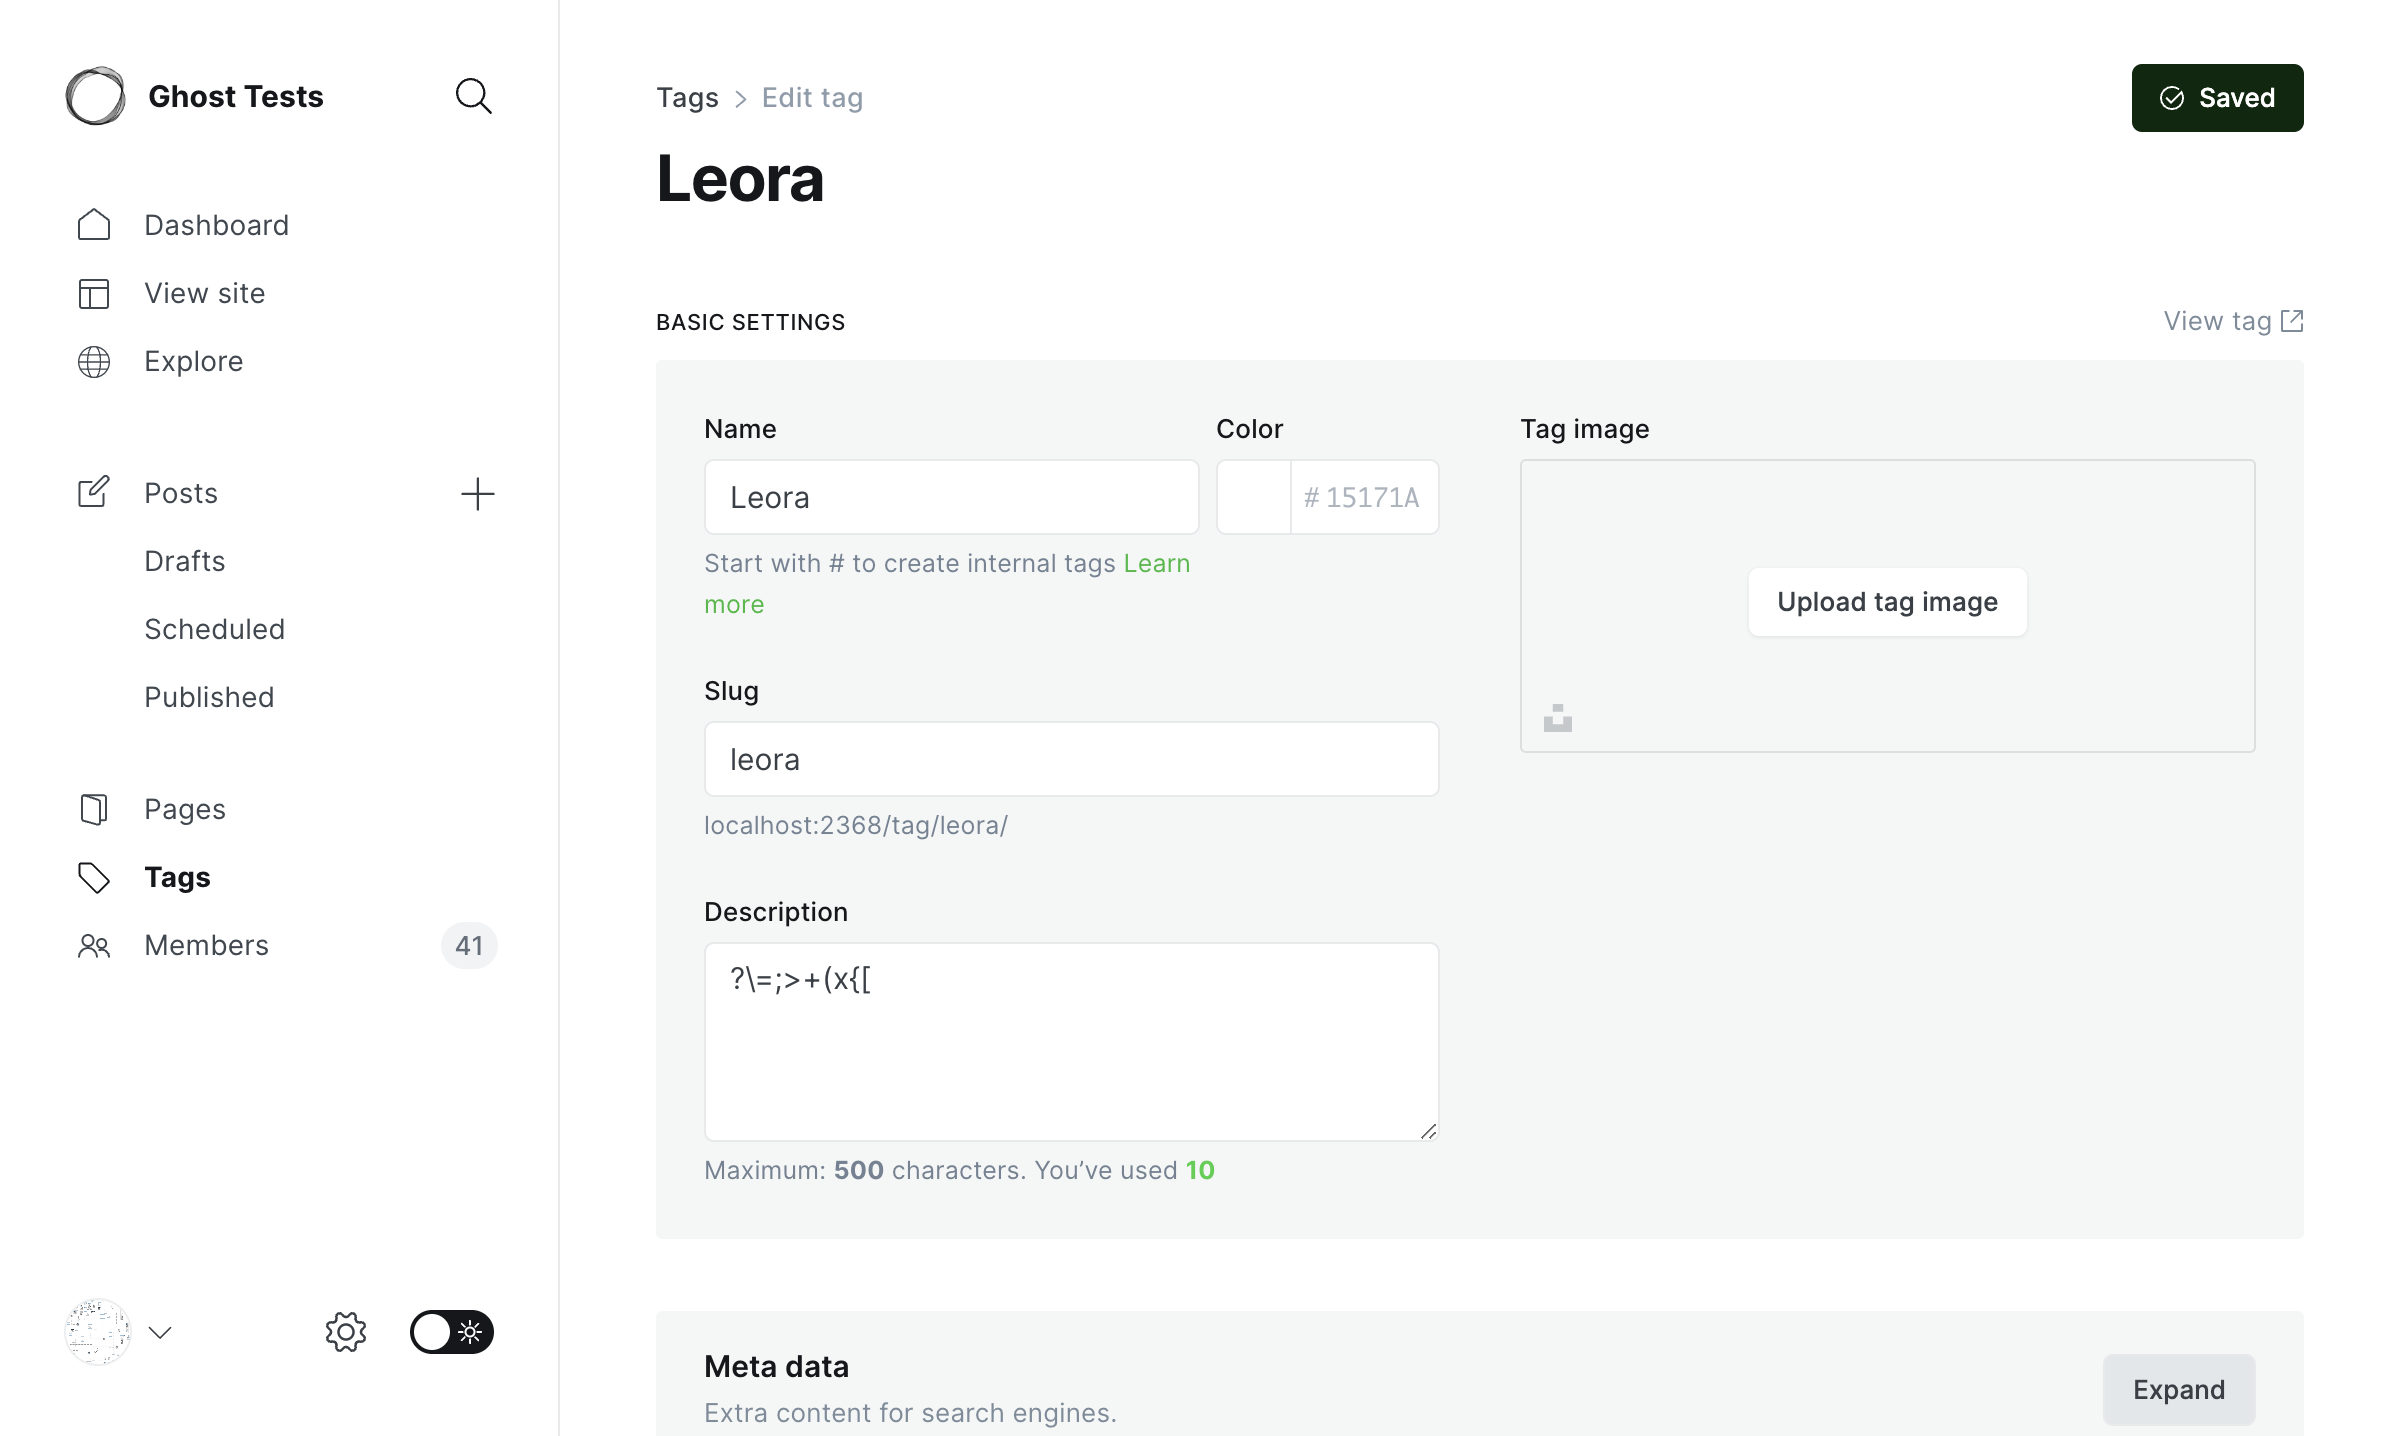 Ghost Tests
Dashboard
View site
Explore
Posts
Drafts
Scheduled
Published
Pages
Tags
Members
41
Tags > Edit tag
Saved
Leora
BASIC SETTINGS
View tag
Name
Leora
Start with # to create internal tags Learn
more
Color
# 15171A
Slug
leora
localhost:2368/tag/leora/
Description
?\=;>+(x{[
Maximum: 500 characters. You’ve used 10
Tag image
Upload tag image
Meta data
Extra content for search engines.
Expand